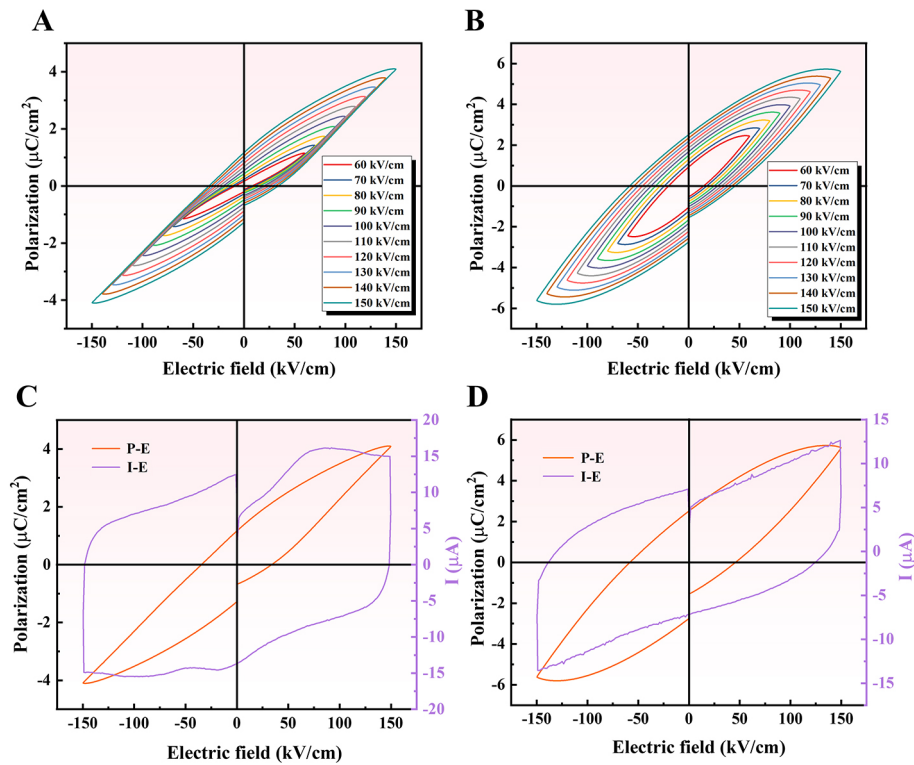 A
Polarization (μC/cm²)
4
2
0
-2
-4
-150
-100
-50
0
50
100
150
Electric field (kV/cm)
60 kV/cm
70 kV/cm
80 kV/cm
90 kV/cm
100 kV/cm
110 kV/cm
120 kV/cm
130 kV/cm
140 kV/cm
150 kV/cm
B
Polarization (μC/cm²)
6
4
2
0
-2
-4
-6
-150
-100
-50
0
50
100
150
Electric field (kV/cm)
60 kV/cm
70 kV/cm
80 kV/cm
90 kV/cm
100 kV/cm
110 kV/cm
120 kV/cm
130 kV/cm
140 kV/cm
150 kV/cm
C
Polarization (μC/cm²)
4
2
0
-2
-4
P-E
I-E
20
15
10
5
0
-5
-10
-15
-20
I (μA)
-150
-100
-50
0
50
100
150
Electric field (kV/cm)
D
Polarization (μC/cm²)
6
4
2
0
-2
-4
-6
P-E
I-E
15
10
5
0
-5
-10
-15
I (μA)
-150
-100
-50
0
50
100
150
Electric field (kV/cm)